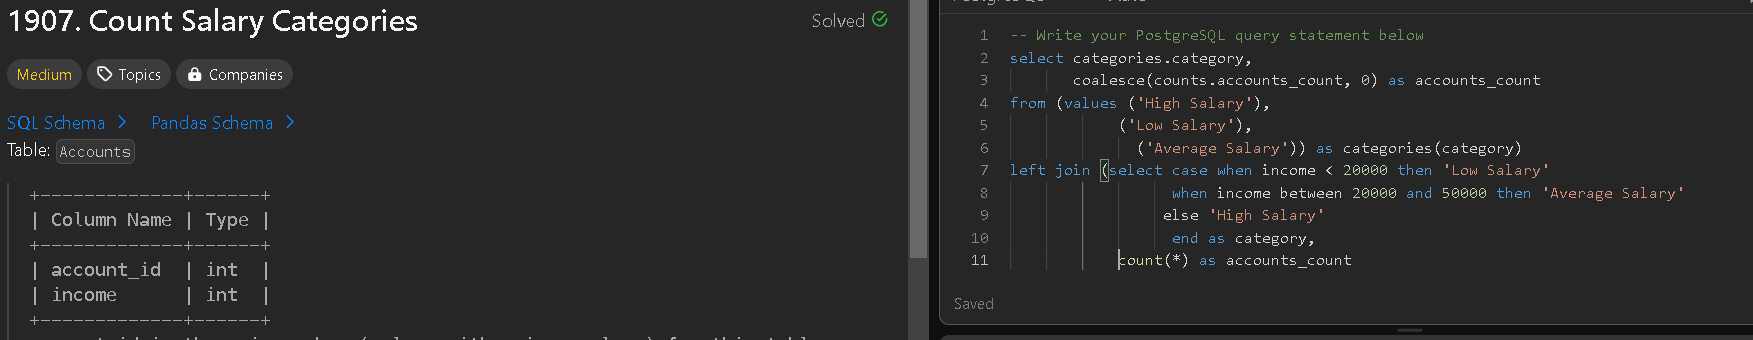 1907. Count Salary Categories
Solved
Medium Topics Companies
SQL Schema > Pandas Schema >
Table: Accounts
+-------------+------+
| Column Name | Type |
+-------------+------+
| account_id | int |
| income | int |
+-------------+------+
1 -- Write your PostgreSQL query statement below
2 select categories.category,
3 coalesce(counts.accounts_count, 0) as accounts_count
4 from (values ('High Salary'),
5 ('Low Salary'),
6 ('Average Salary')) as categories(category)
7 left join (select case when income < 20000 then 'Low Salary'
8 when income between 20000 and 50000 then 'Average Salary'
9 else 'High Salary'
10 end as category,
11 count(*) as accounts_count
Saved